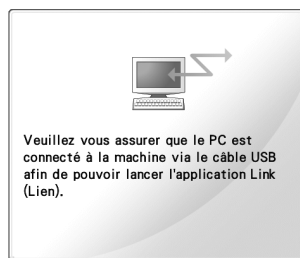 Veuillez vous assurer que le PC est
connecté à la machine via le câble USB
afin de pouvoir lancer l'application Link
(Lien).